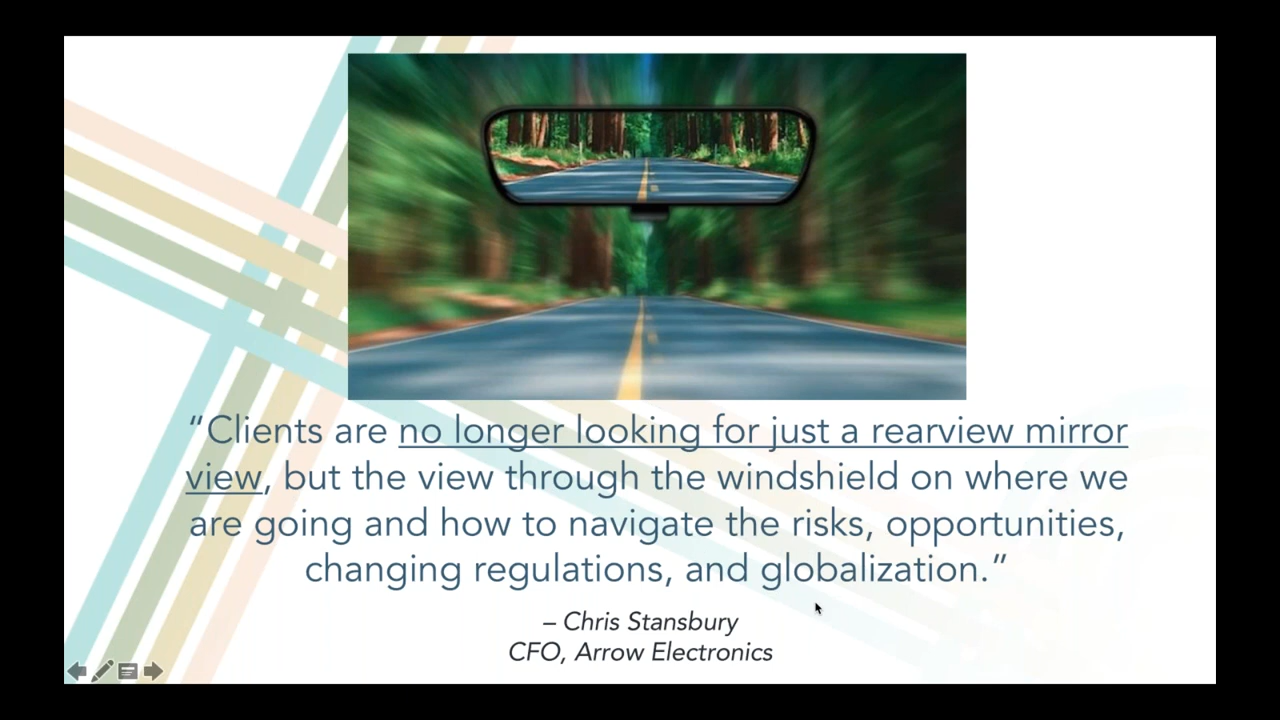 “Clients are no longer looking for just a rearview mirror
view, but the view through the windshield on where we
are going and how to navigate the risks, opportunities,
changing regulations, and globalization.”
– Chris Stansbury
CFO, Arrow Electronics